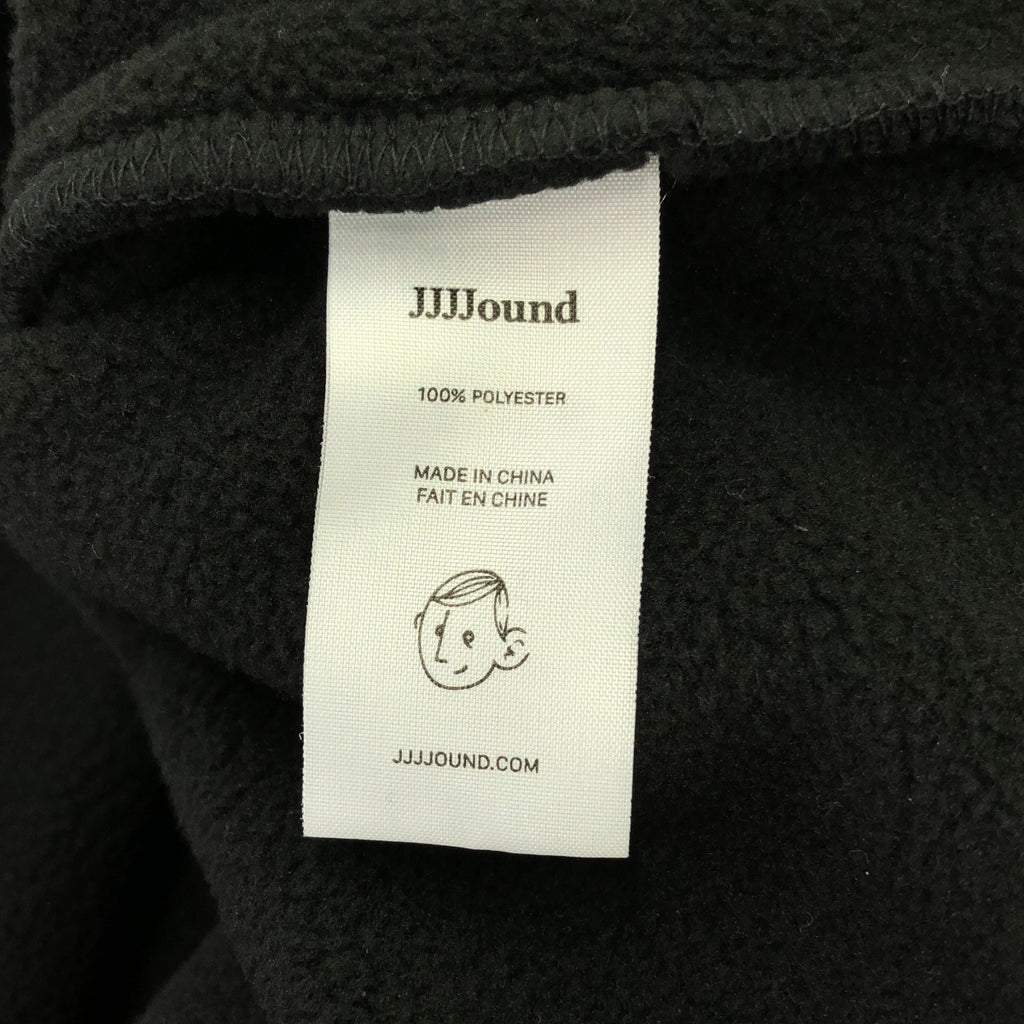 JJJJound
100% POLYESTER
MADE IN CHINA
FAIT EN CHINE
JJJJOUND.COM